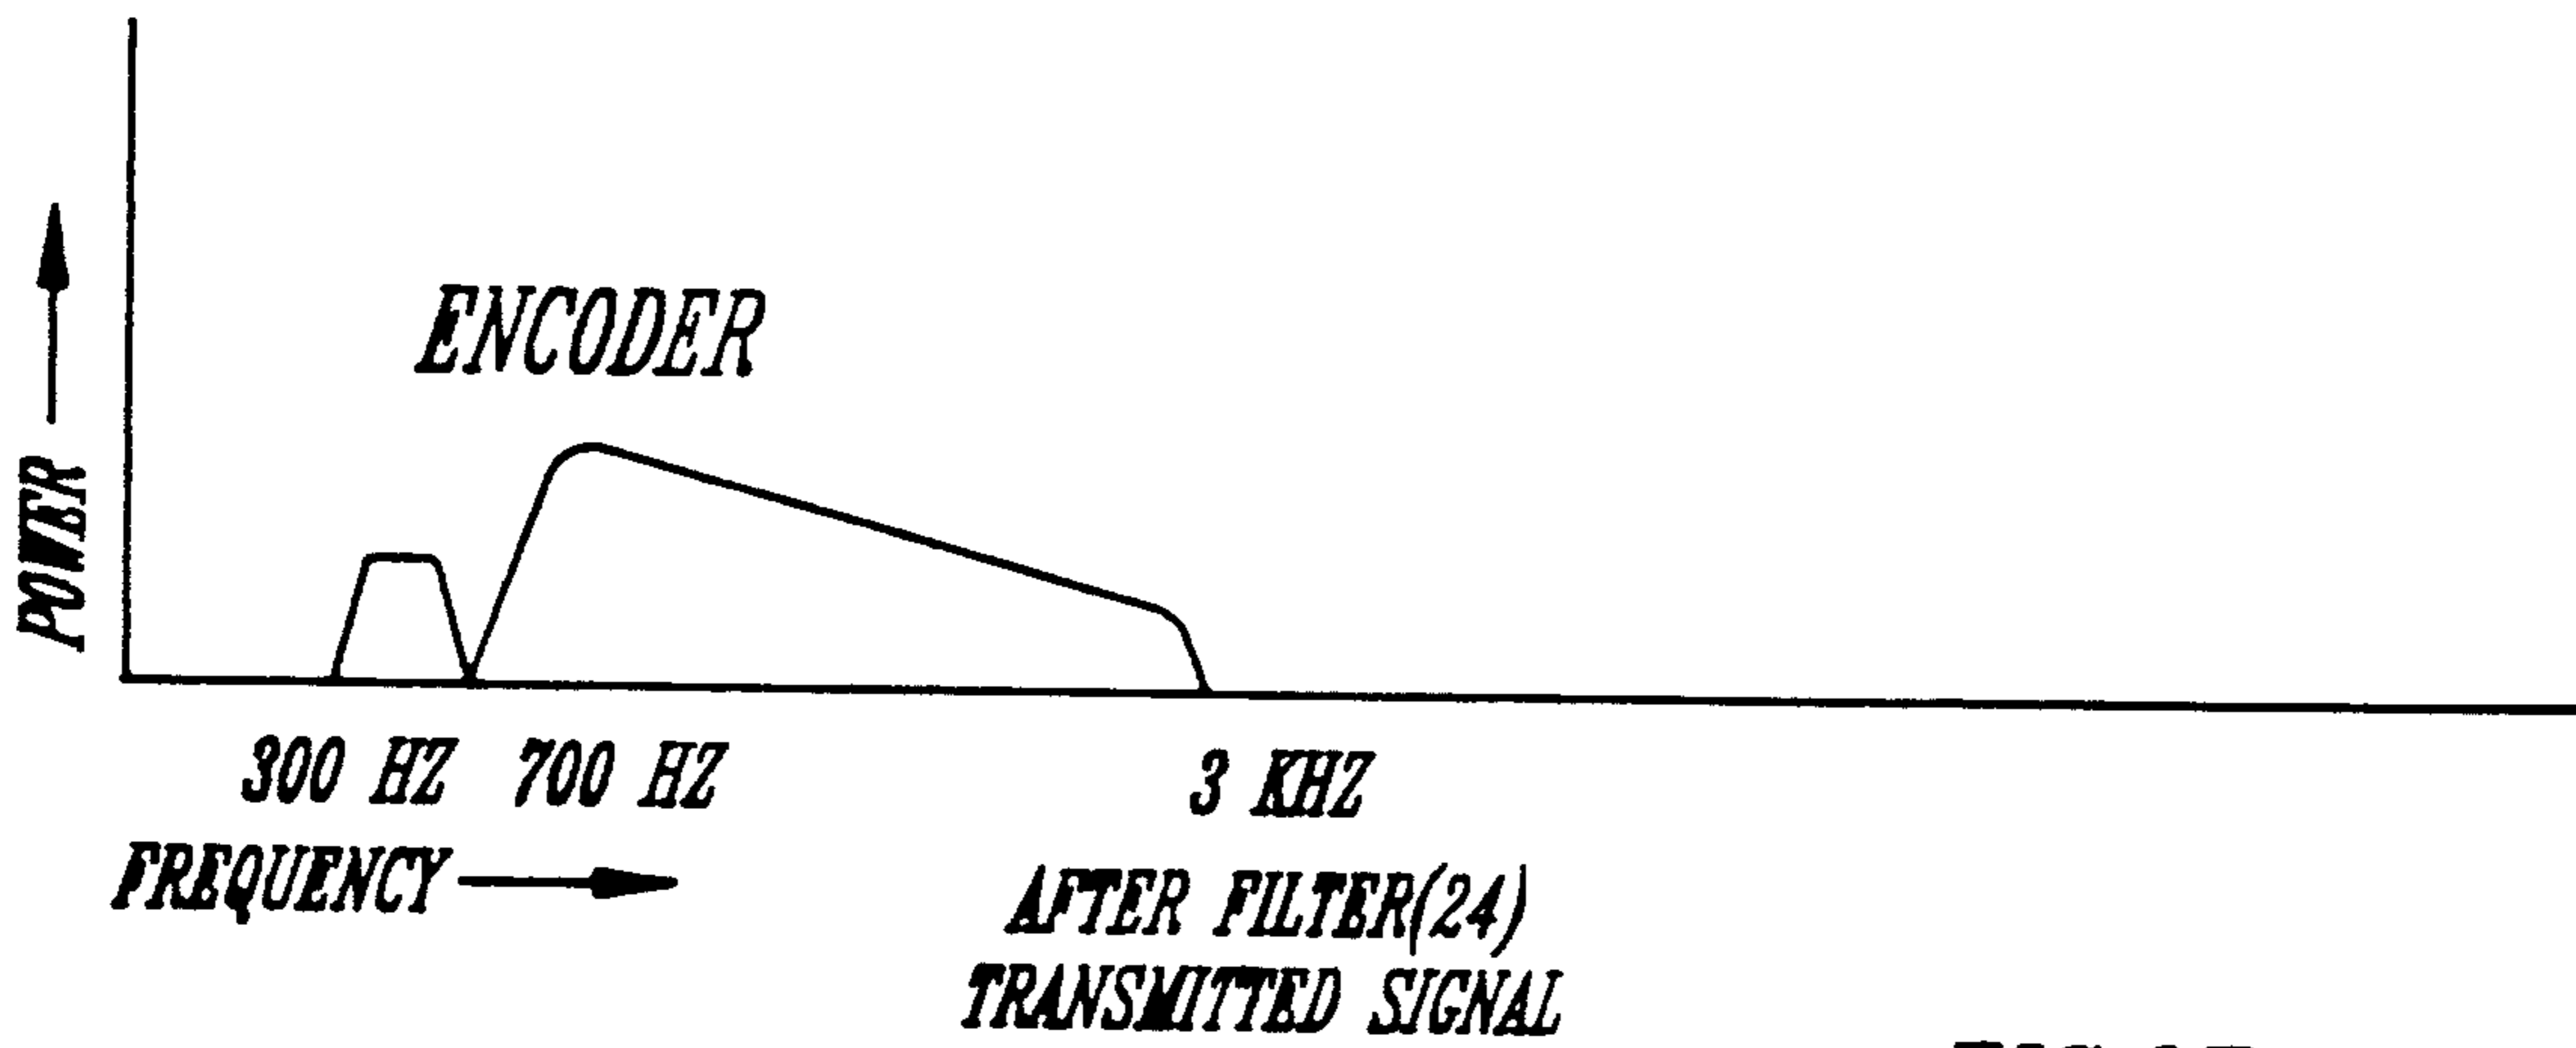 ENCODER
POWER
300 HZ 700 HZ 3 KHZ
FREQUENCY
AFTER FILTER(24)
TRANSMITTED SIGNAL